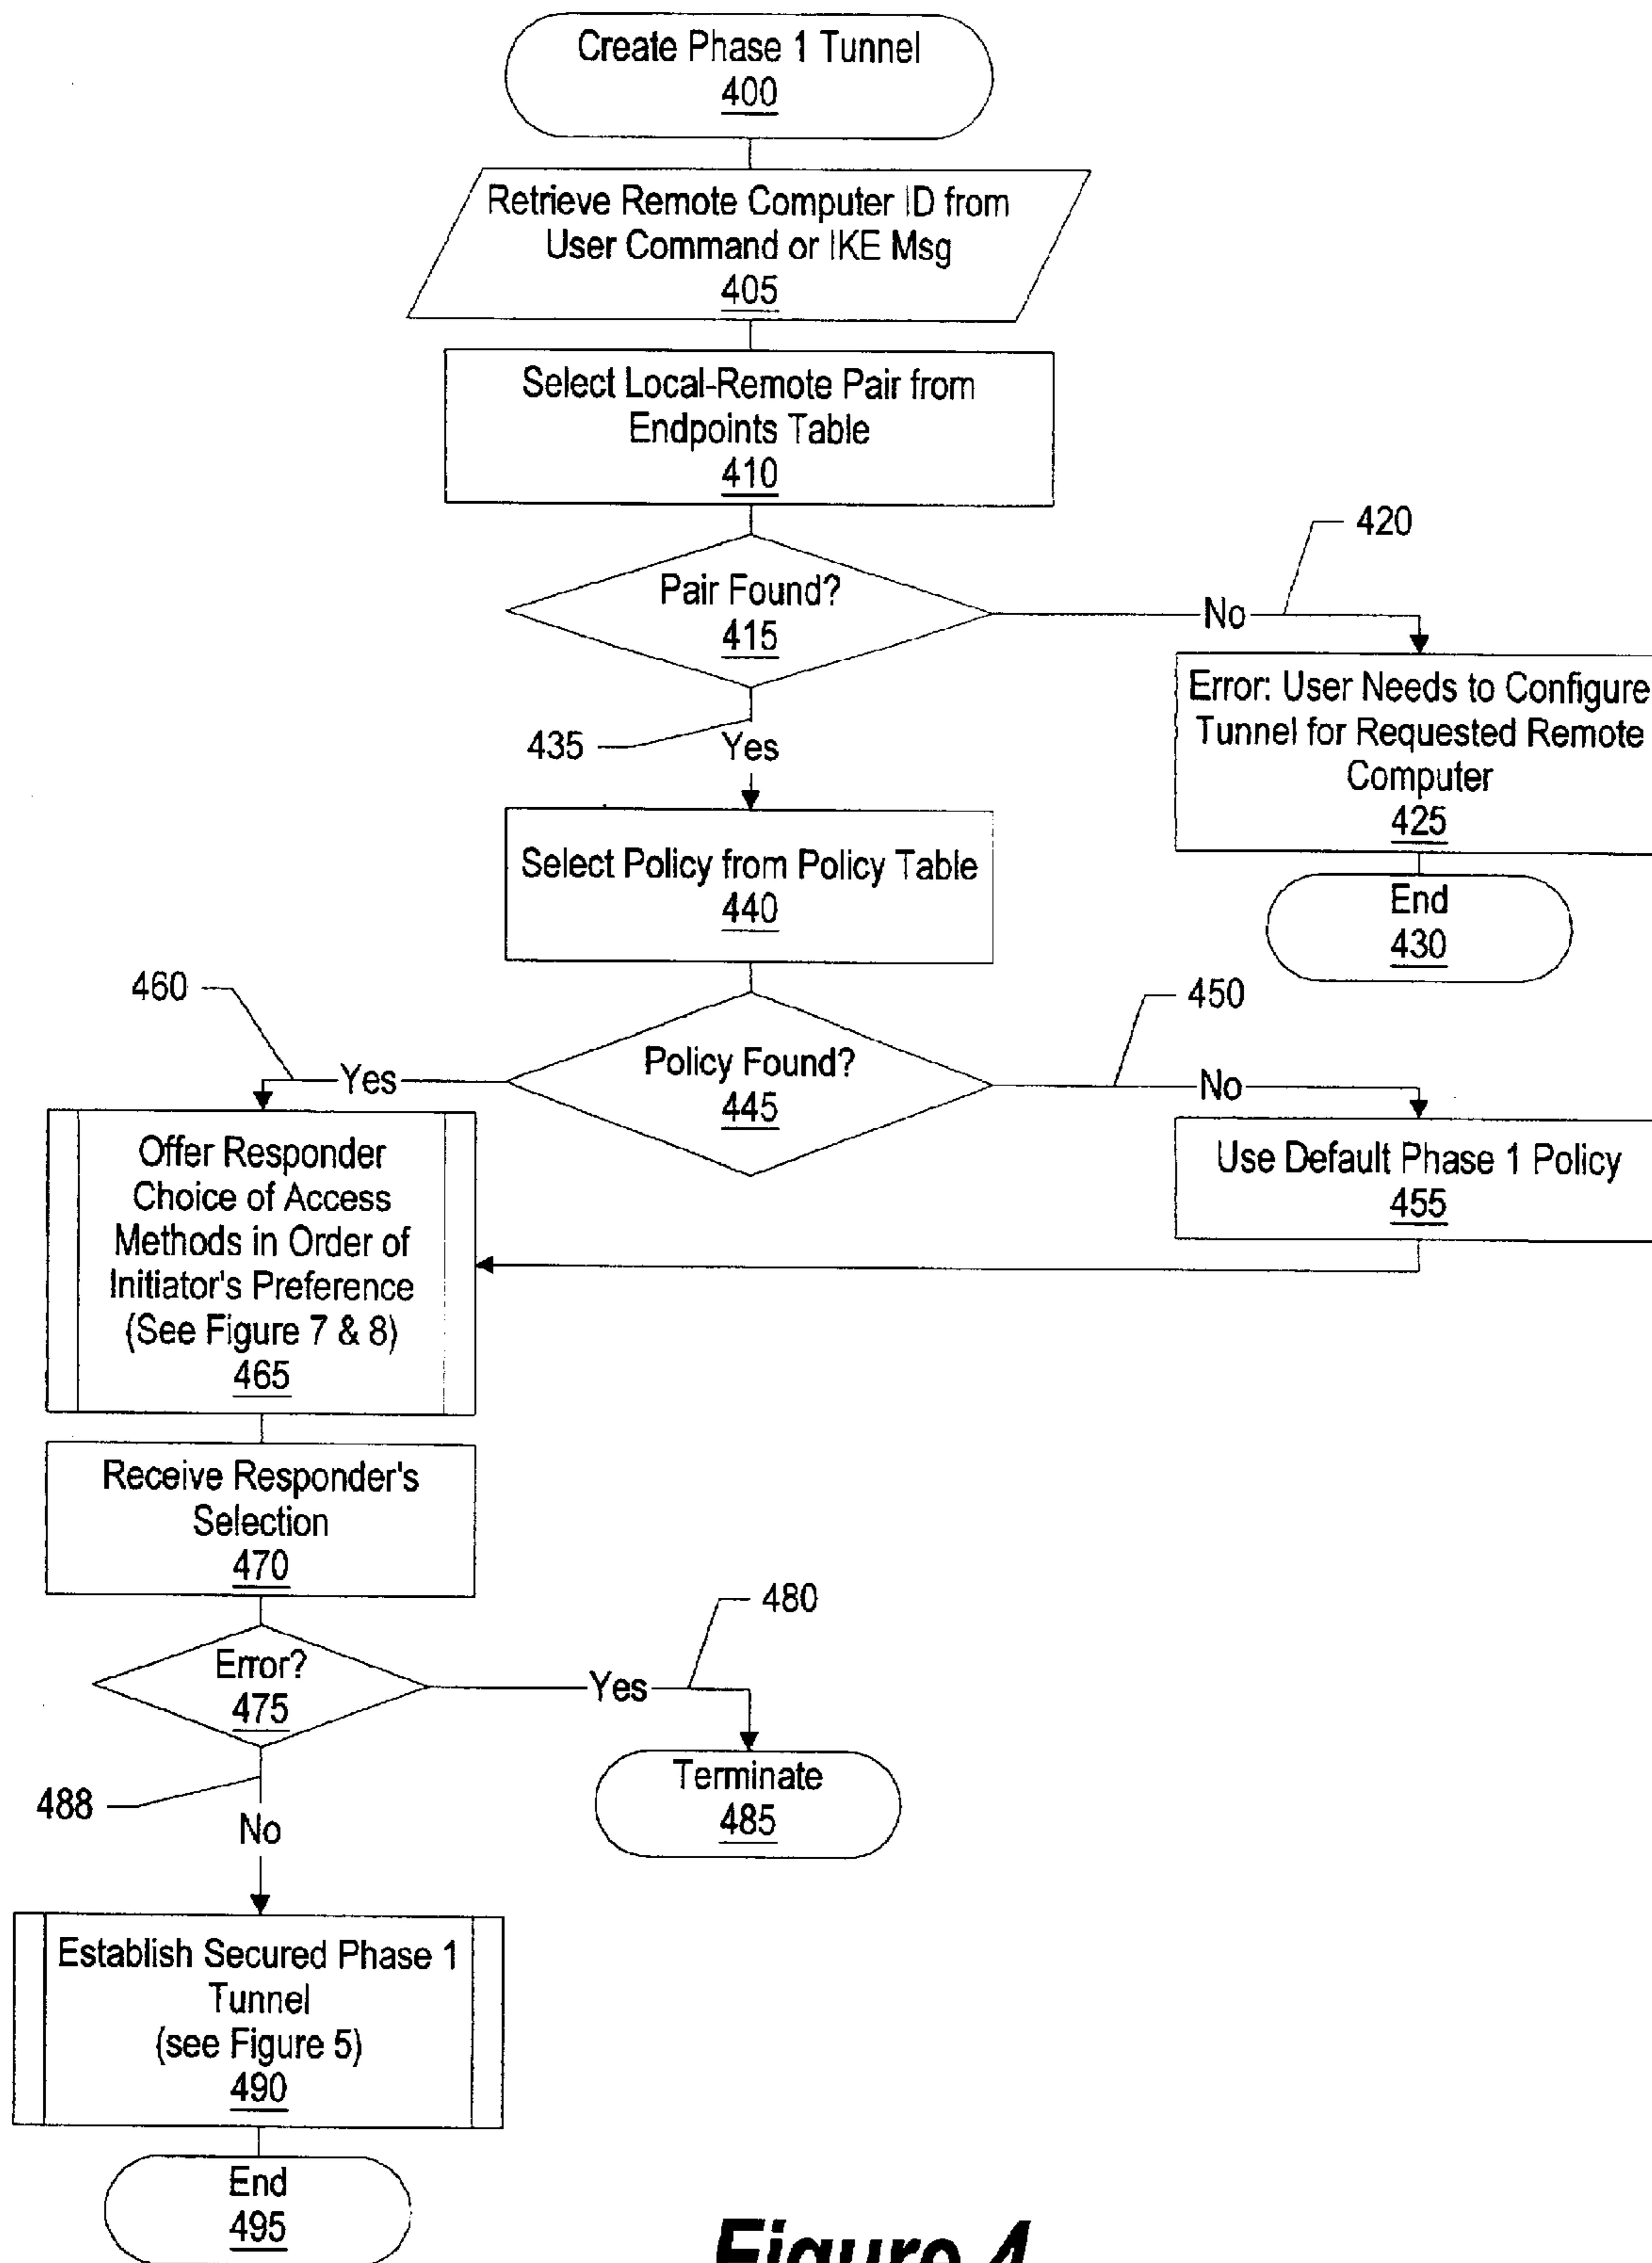 Create Phase 1 Tunnel
400
Retrieve Remote Computer ID from
User Command or IKE Msg
405
Select Local-Remote Pair from
Endpoints Table
410
420
Pair Found?
415
No
Error: User Needs to Configure
Tunnel for Requested Remote
Computer
425
435
Yes
End
430
Select Policy from Policy Table
440
460
450
Policy Found?
445
Yes
No
Offer Responder
Choice of Access
Methods in Order of
Initiator's Preference
(See Figure 7 & 8)
465
Use Default Phase 1 Policy
455
Receive Responder's
Selection
470
480
Error?
475
Yes
Terminate
485
488
No
Establish Secured Phase 1
Tunnel
(see Figure 5)
490
End
495
Figure 4